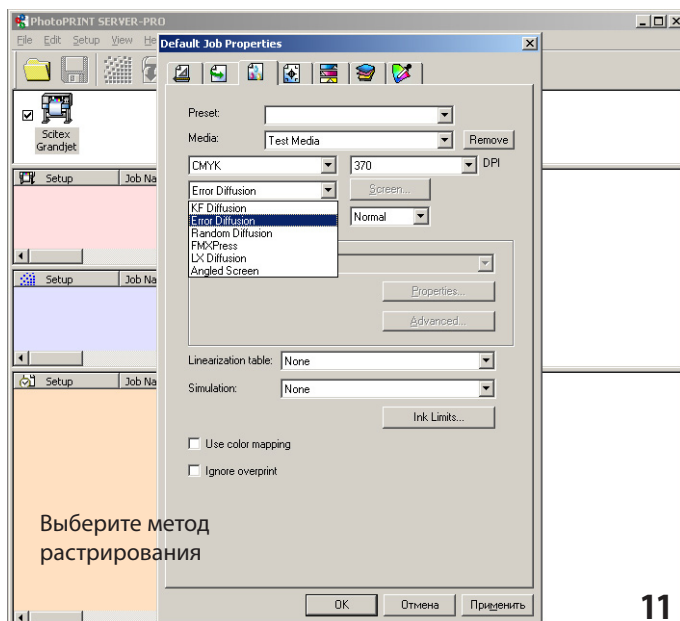 PhotoPRINT SERVER-PRO
File Edit Setup View He
Default Job Properties
Preset:
Media: Test Media Remove
CMYK 370 DPI
Error Diffusion Screen...
KF Diffusion
Error Diffusion
Random Diffusion
FMXPress
LX Diffusion
Angled Screen
Normal
Properties...
Advanced...
Linearization table: None
Simulation: None
Ink Limits...
Use color mapping
Ignore overprint
OK Отмена Применить
Scitex
Grandjet
Setup Job Na
Setup Job Na
Setup Job Na
Выберите метод
растрирования
11